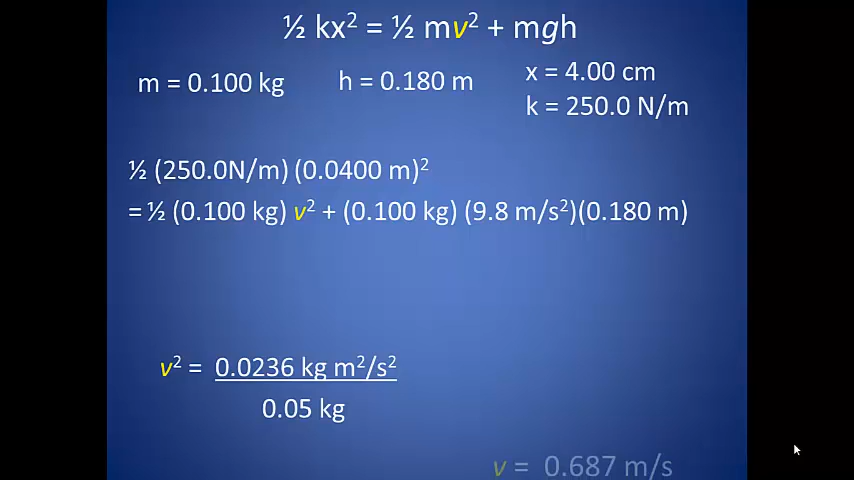 ½ kx² = ½ mv² + mgh
m = 0.100 kg
h = 0.180 m
x = 4.00 cm
k = 250.0 N/m
½ (250.0N/m) (0.0400 m)²
= ½ (0.100 kg) v² + (0.100 kg) (9.8 m/s²)(0.180 m)
v² = 0.0236 kg m²/s²
0.05 kg
v = 0.687 m/s